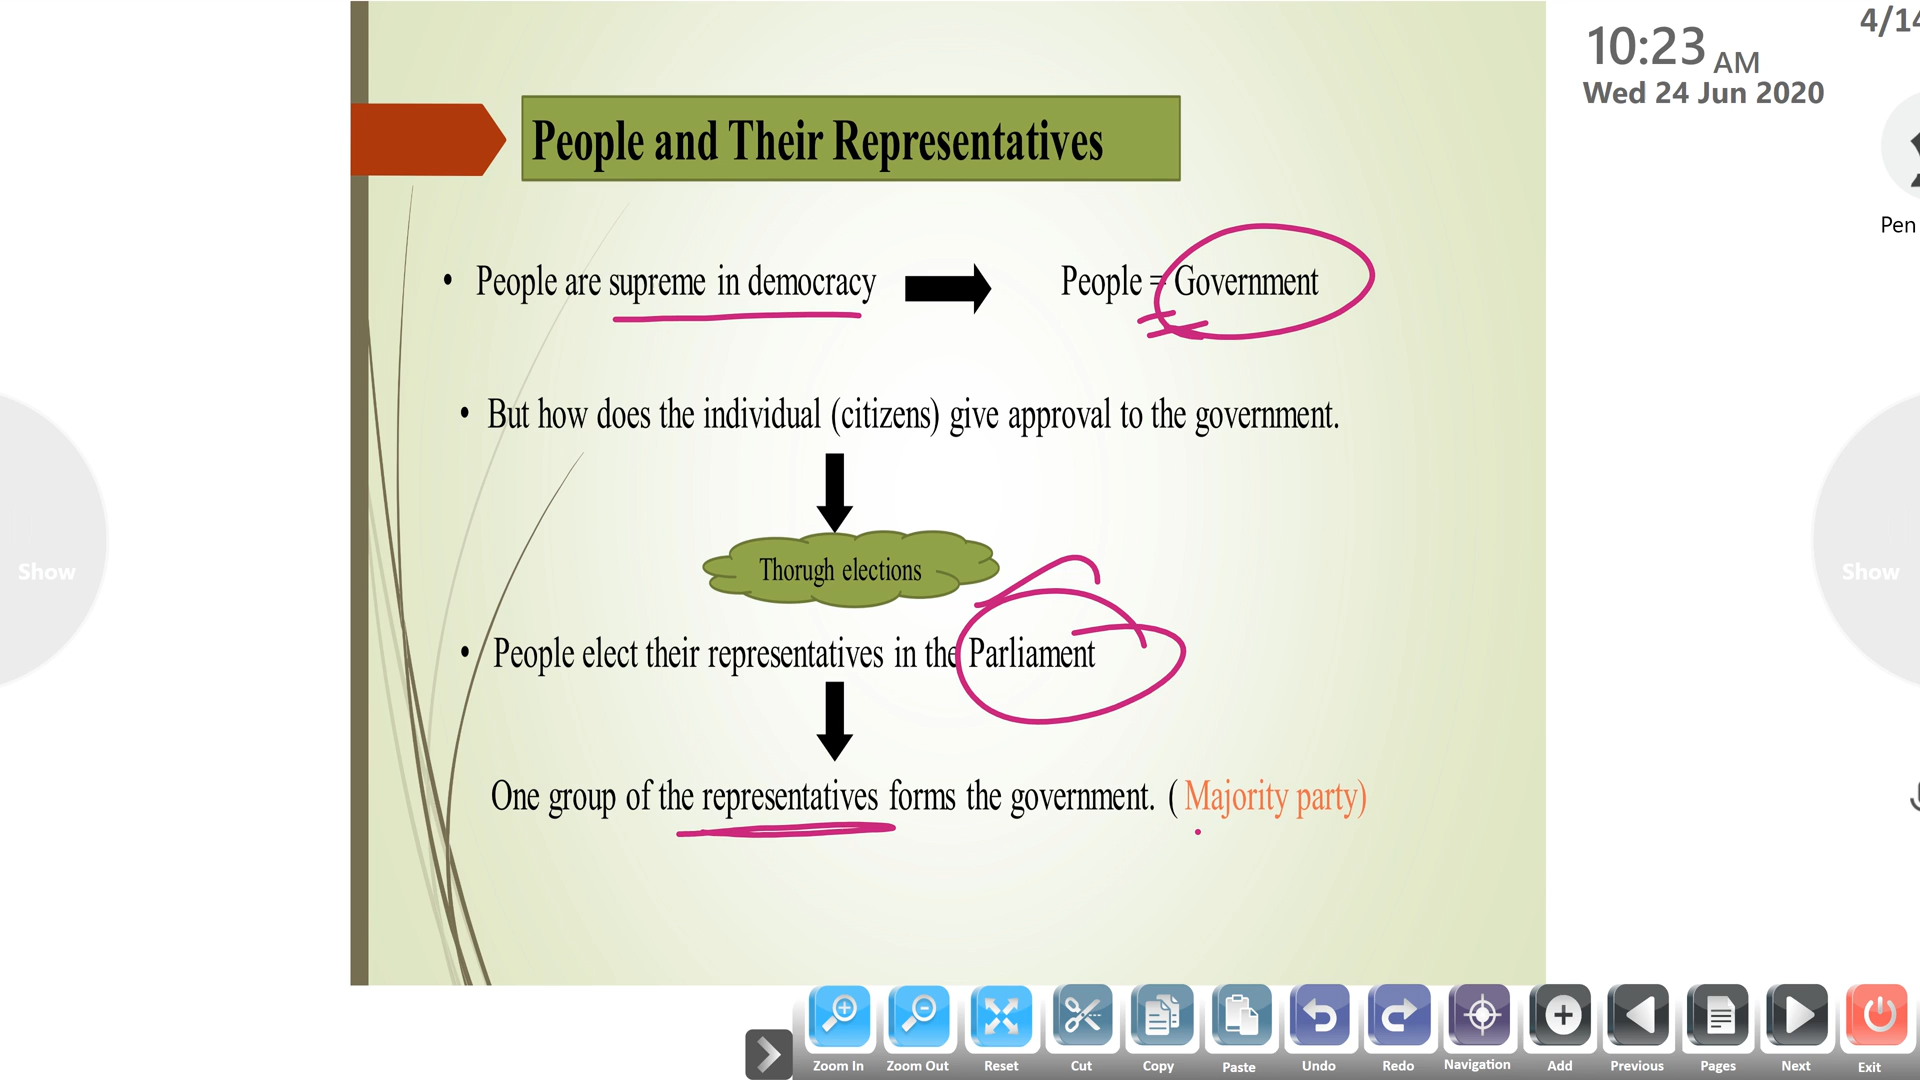 4/14
10:23 AM
Wed 24 Jun 2020
People and Their Representatives
Pen
• People are supreme in democracy People = Government
• But how does the individual (citizens) give approval to the government.
Thorugh elections
Show
Show
• People elect their representatives in the Parliament
One group of the representatives forms the government. ( Majority party)
Zoom In Zoom Out Reset Cut Copy Paste Undo Redo Navigation Add Previous Pages Next Exit